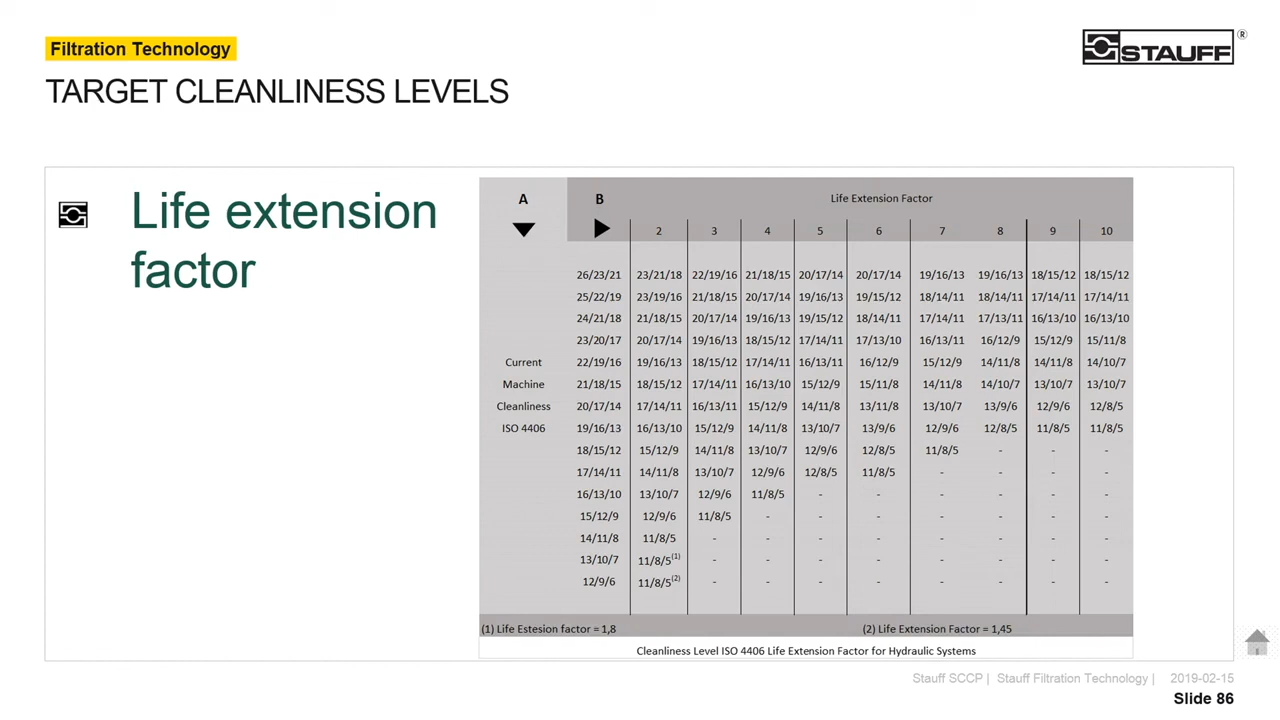 Filtration Technology
STAUFF®
TARGET CLEANLINESS LEVELS
Life extension
factor
A B Life Extension Factor
2 3 4 5 6 7 8 9 10
26/23/21 23/21/18 22/19/16 21/18/15 20/17/14 20/17/14 19/16/13 19/16/13 18/15/12 18/15/12
25/22/19 23/19/16 21/18/15 20/17/14 19/16/13 19/15/12 18/14/11 18/14/11 17/14/11 17/14/11
24/21/18 21/18/15 20/17/14 19/16/13 19/15/12 18/14/11 17/14/11 17/13/11 16/13/10 16/13/10
23/20/17 20/17/14 19/16/13 18/15/12 17/14/11 17/13/10 16/13/11 16/12/9 15/12/9 15/11/8
Current 22/19/16 19/16/13 18/15/12 17/14/11 16/13/11 16/12/9 15/12/9 14/11/8 14/11/8 14/10/7
Machine 21/18/15 18/15/12 17/14/11 16/13/10 15/12/9 15/11/8 14/11/8 14/10/7 13/10/7 13/10/7
Cleanliness 20/17/14 17/14/11 16/13/11 15/12/9 14/11/8 13/11/8 13/10/7 13/9/6 12/9/6 12/8/5
ISO 4406 19/16/13 16/13/10 15/12/9 14/11/8 13/10/7 13/9/6 12/9/6 12/8/5 11/8/5 11/8/5
18/15/12 15/12/9 14/11/8 13/10/7 12/9/6 12/8/5 11/8/5 - - -
17/14/11 14/11/8 13/10/7 12/9/6 12/8/5 11/8/5 - - - -
16/13/10 13/10/7 12/9/6 11/8/5 - - - - - -
15/12/9 12/9/6 11/8/5 - - - - - - -
14/11/8 11/8/5 - - - - - - - -
13/10/7 11/8/5(1) - - - - - - - -
12/9/6 11/8/5(2) - - - - - - - -
(1) Life Estesion factor = 1,8 (2) Life Extension Factor = 1,45
Cleanliness Level ISO 4406 Life Extension Factor for Hydraulic Systems
Stauff SCCP | Stauff Filtration Technology | 2019-02-15
Slide 86